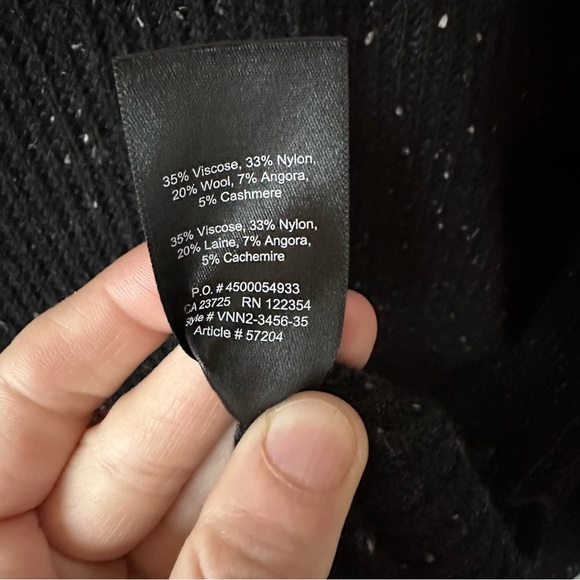 35% Viscose, 33% Nylon,
20% Wool, 7% Angora,
5% Cashmere
35% Viscose, 33% Nylon,
20% Laine, 7% Angora,
5% Cachemire
P.O. # 4500054933
CA 23725 RN 122354
Style # VNN2-3456-35
Article # 57204